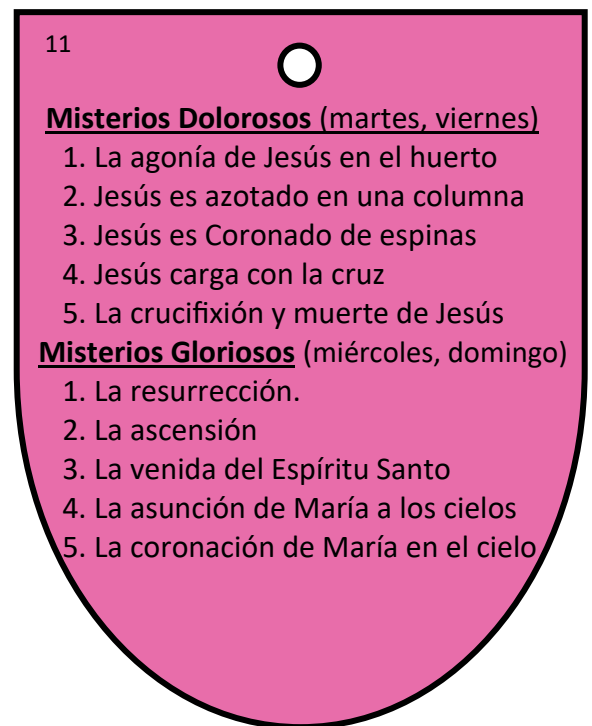 11
Misterios Dolorosos (martes, viernes)
1. La agonía de Jesús en el huerto
2. Jesús es azotado en una columna
3. Jesús es Coronado de espinas
4. Jesús carga con la cruz
5. La crucifixión y muerte de Jesús
Misterios Gloriosos (miércoles, domingo)
1. La resurrección.
2. La ascensión
3. La venida del Espíritu Santo
4. La asunción de María a los cielos
5. La coronación de María en el cielo